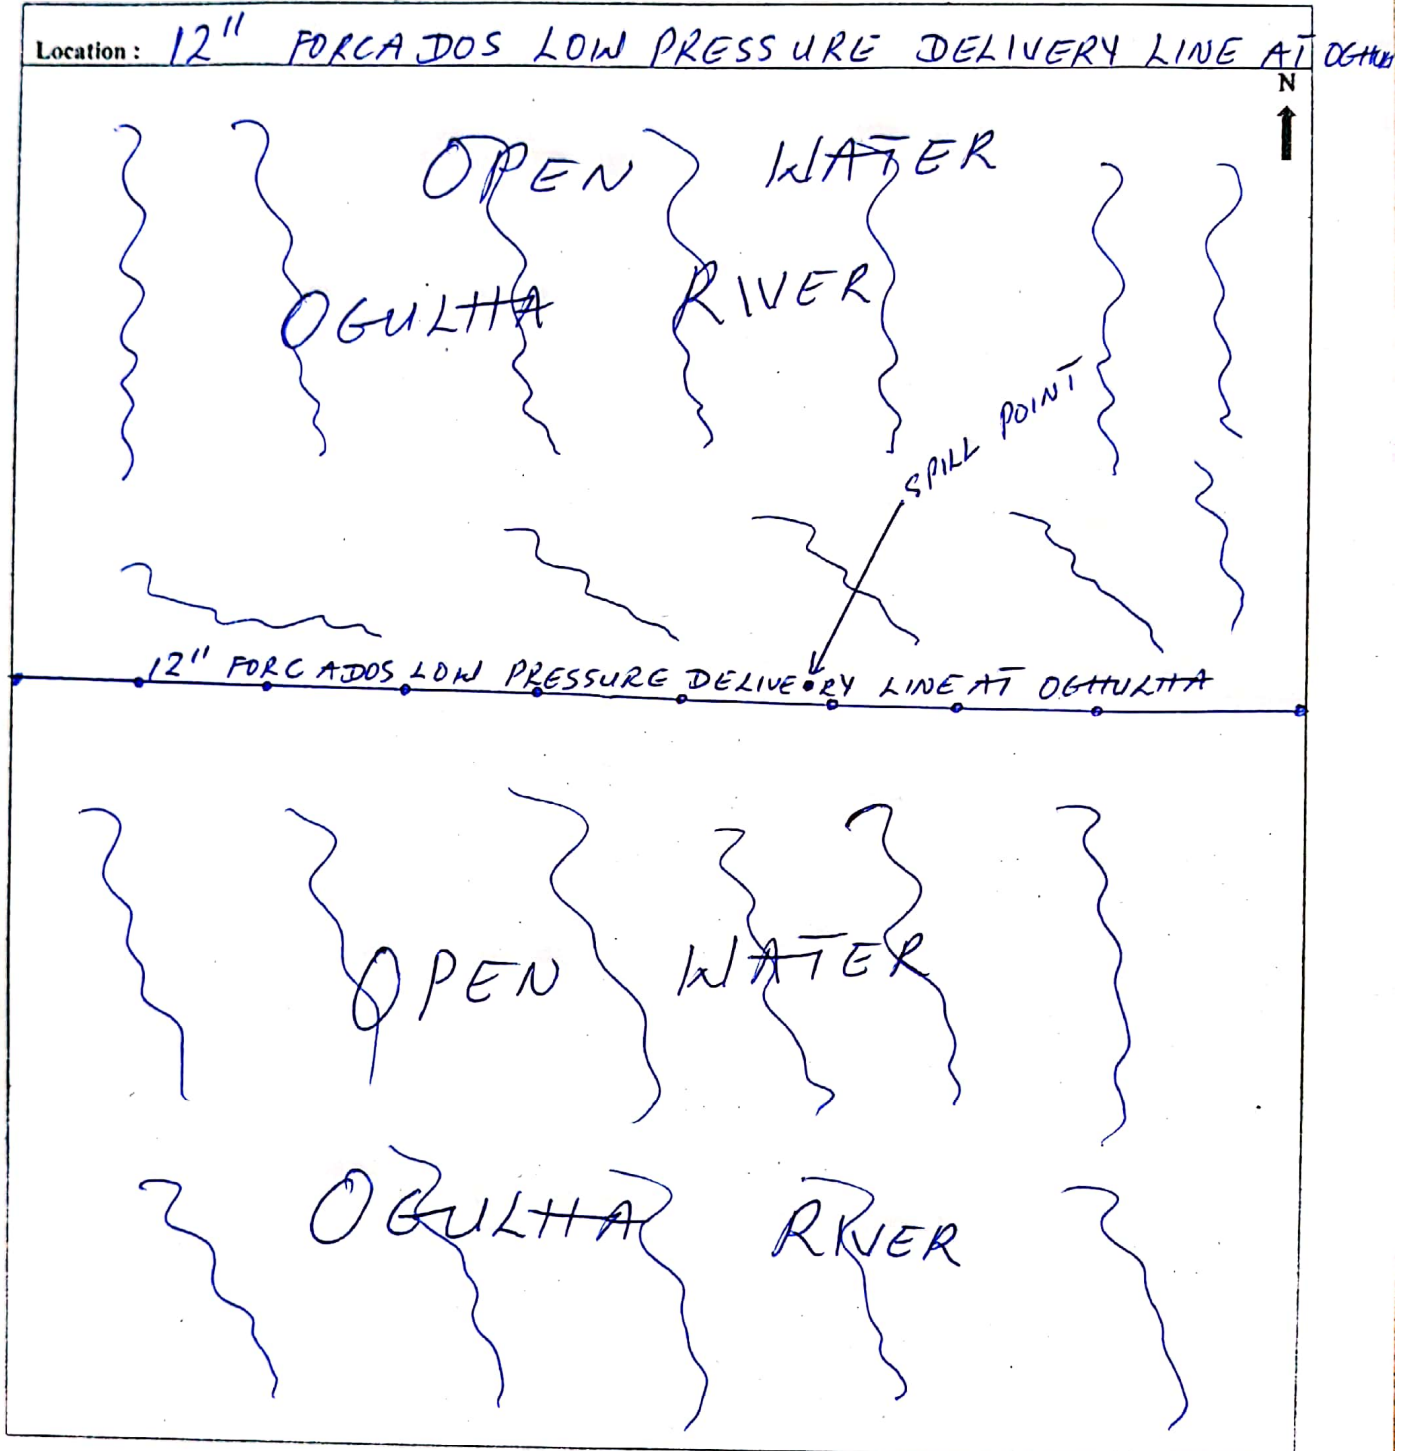 Location : 12" FORCADOS LOW PRESSURE DELIVERY LINE AT
N
OPEN WATER
OGULHA RIVER
SPILL POINT
12" FORCADOS LOW PRESSURE DELIVERY LINE AT OGHULHA
OPEN WATER
OGULHA RIVER